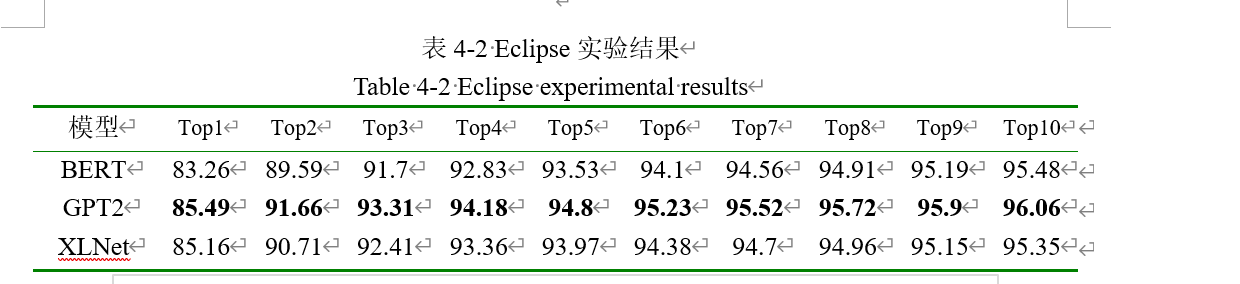 表 4-2 Eclipse 实验结果
Table 4-2 Eclipse experimental results
模型 Top1 Top2 Top3 Top4 Top5 Top6 Top7 Top8 Top9 Top10
BERT 83.26 89.59 91.7 92.83 93.53 94.1 94.56 94.91 95.19 95.48
GPT2 85.49 91.66 93.31 94.18 94.8 95.23 95.52 95.72 95.9 96.06
XLNet 85.16 90.71 92.41 93.36 93.97 94.38 94.7 94.96 95.15 95.35